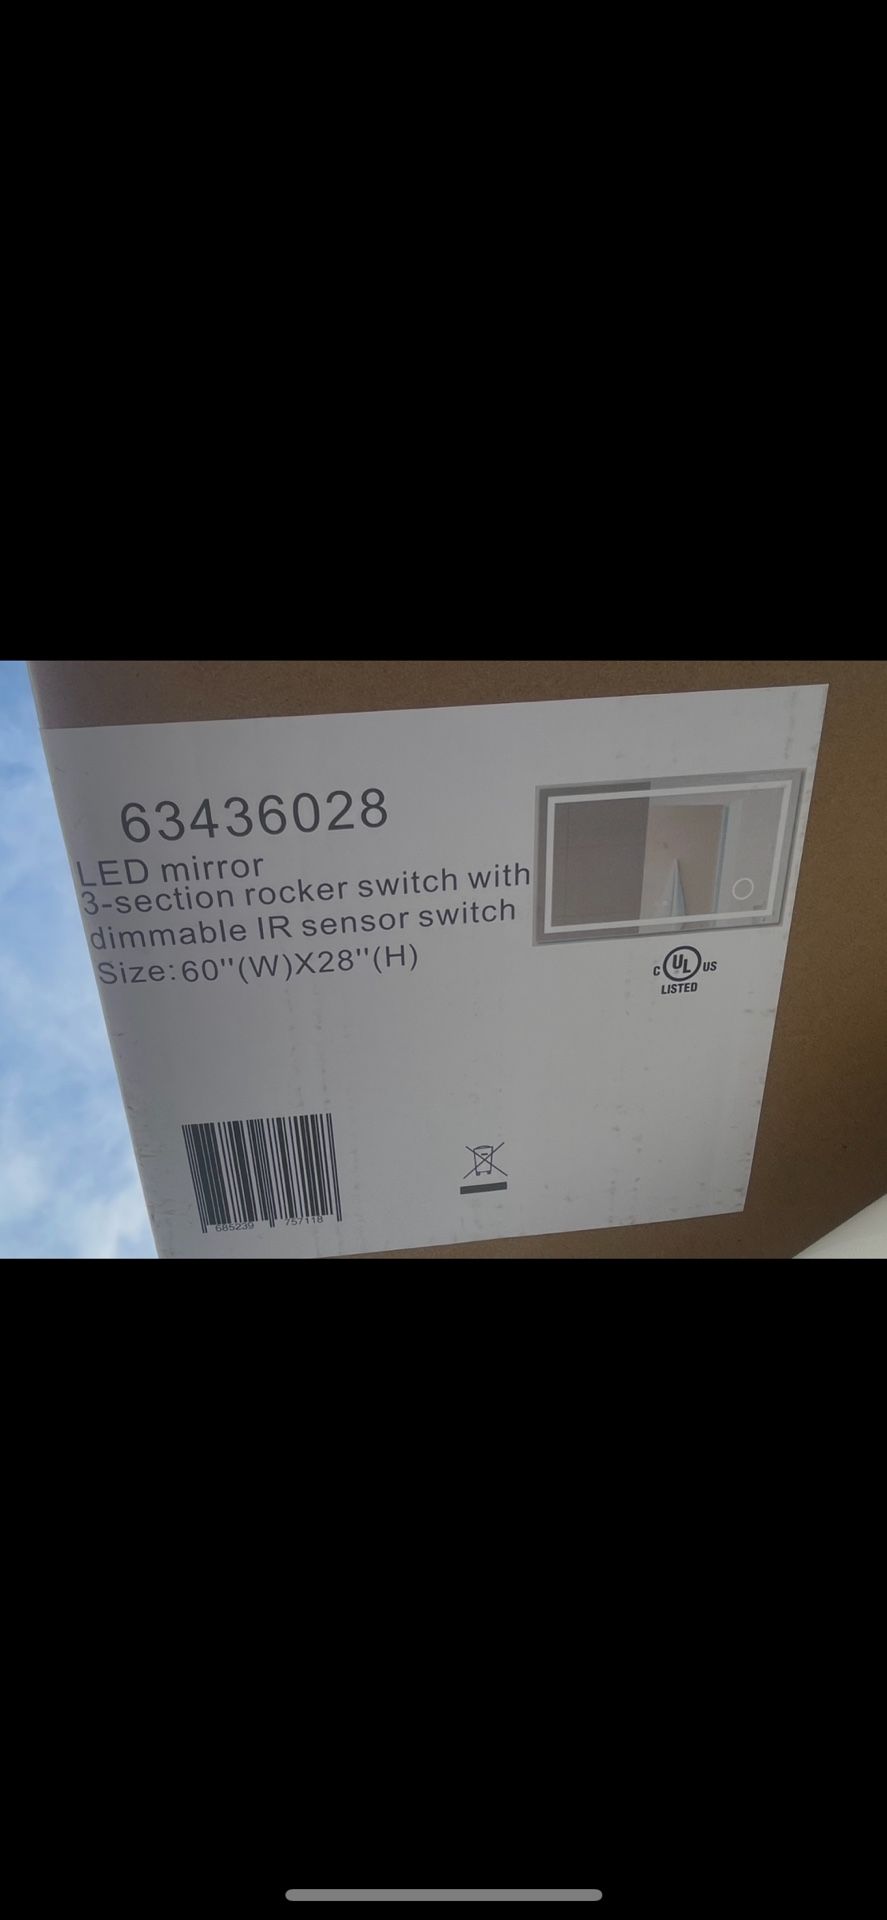 63436028
LED mirror
3-section rocker switch with
dimmable IR sensor switch
Size:60''(W)X28''(H)
C UL US
LISTED
685239 757118